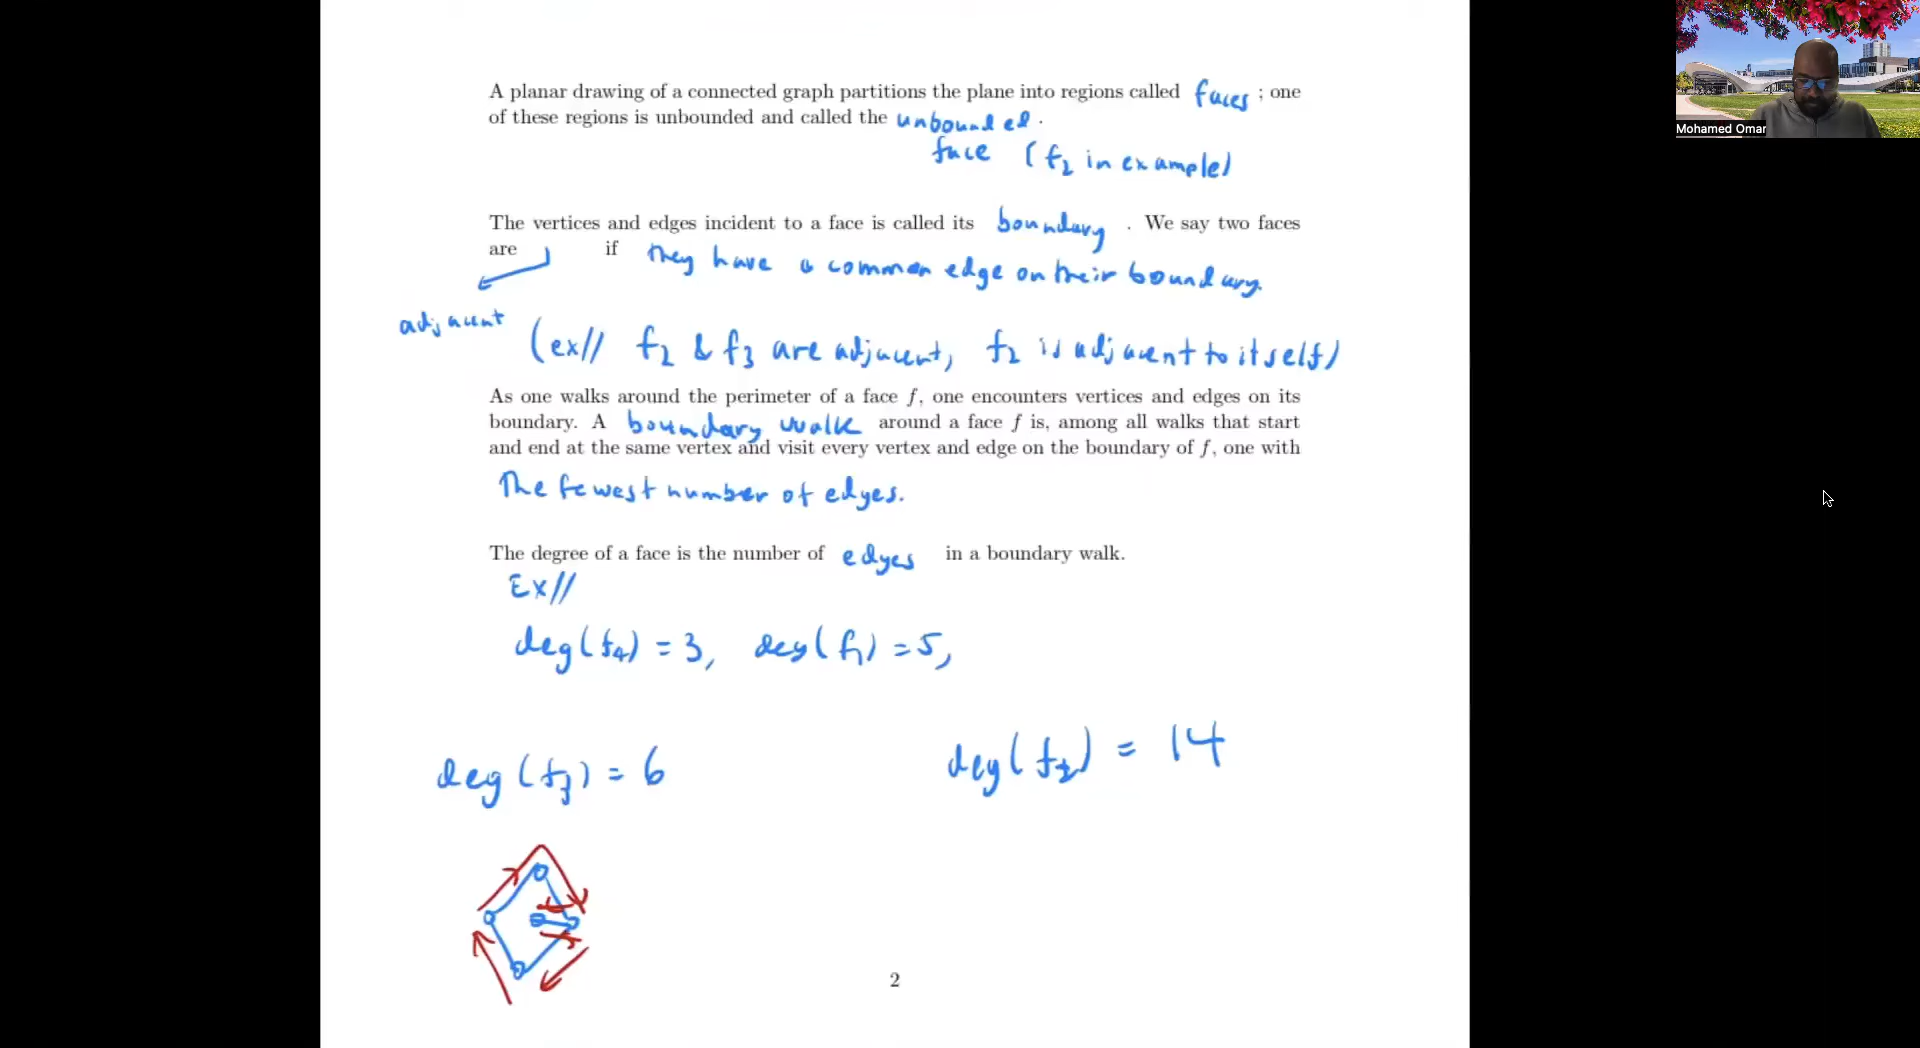 A planar drawing of a connected graph partitions the plane into regions called faces ; one
of these regions is unbounded and called the unbounded .
face (f₂ in example)
The vertices and edges incident to a face is called its boundary . We say two faces
are if they have a common edge on their boundary.
adjacent
(ex// f₂ & f₃ are adjacent, f₂ is adjacent to itself)
As one walks around the perimeter of a face f, one encounters vertices and edges on its
boundary. A boundary walk around a face f is, among all walks that start
and end at the same vertex and visit every vertex and edge on the boundary of f, one with
The fewest number of edges.
The degree of a face is the number of edges in a boundary walk.
Ex//
deg(f₄) = 3, deg(f₁) = 5,
deg(f₃) = 6 deg(f₂) = 14
2
Mohamed Omar